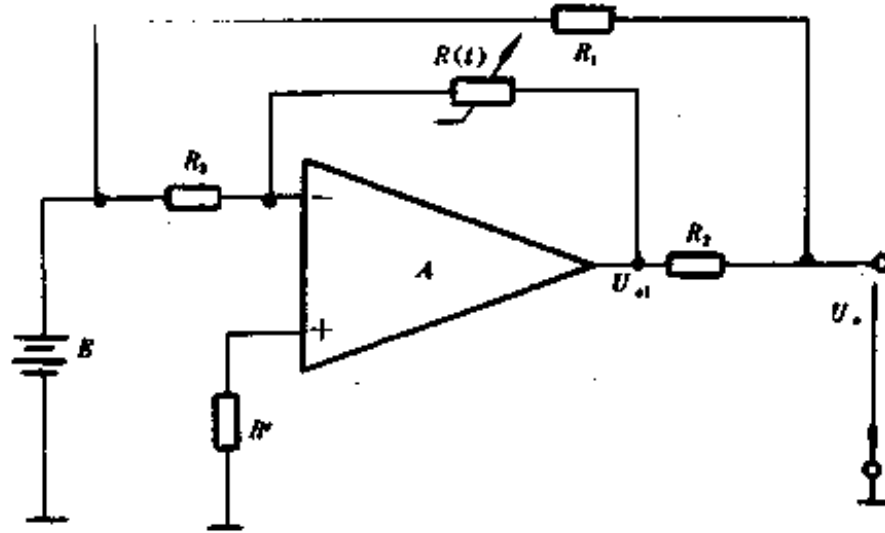 R₁
R(t)
R₃
−
A
R₂
U₀₁
+
E
U₀
R'